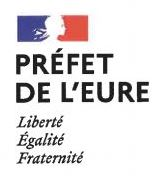 PRÉFET
DE L'EURE
Liberté
Égalité
Fraternité